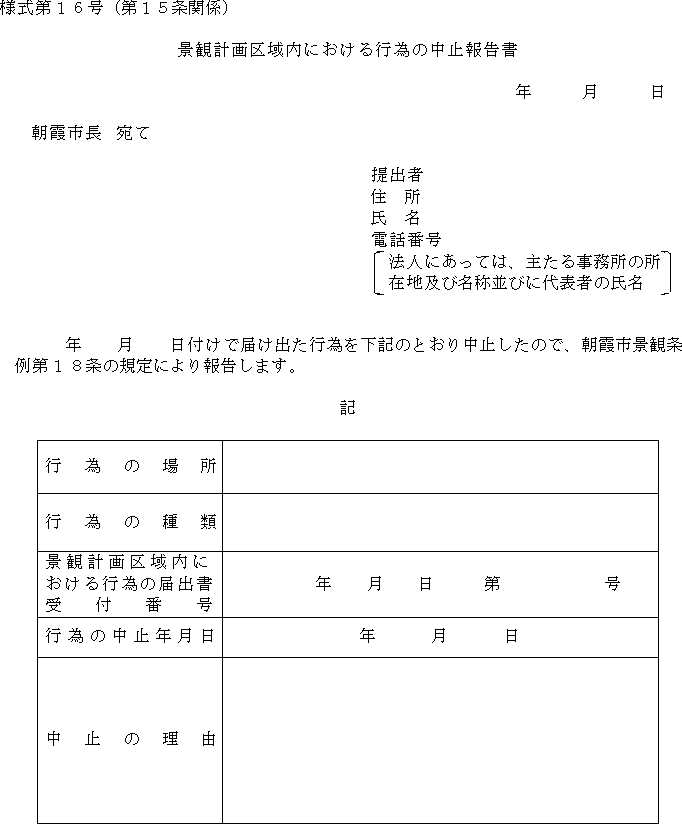 様式第１６号（第１５条関係）
景観計画区域内における行為の中止報告書
年　　月　　日
朝霞市長　宛て
提出者
住　所
氏　名
電話番号
法人にあっては、主たる事務所の所
在地及び名称並びに代表者の氏名
年　　月　　日付けで届け出た行為を下記のとおり中止したので、朝霞市景観条
例第１８条の規定により報告します。
記
行為の場所
行為の種類
景観計画区域内に
おける行為の届出書
受付番号
年　　月　　日　　第　　　　号
行為の中止年月日
年　　月　　日
中止の理由